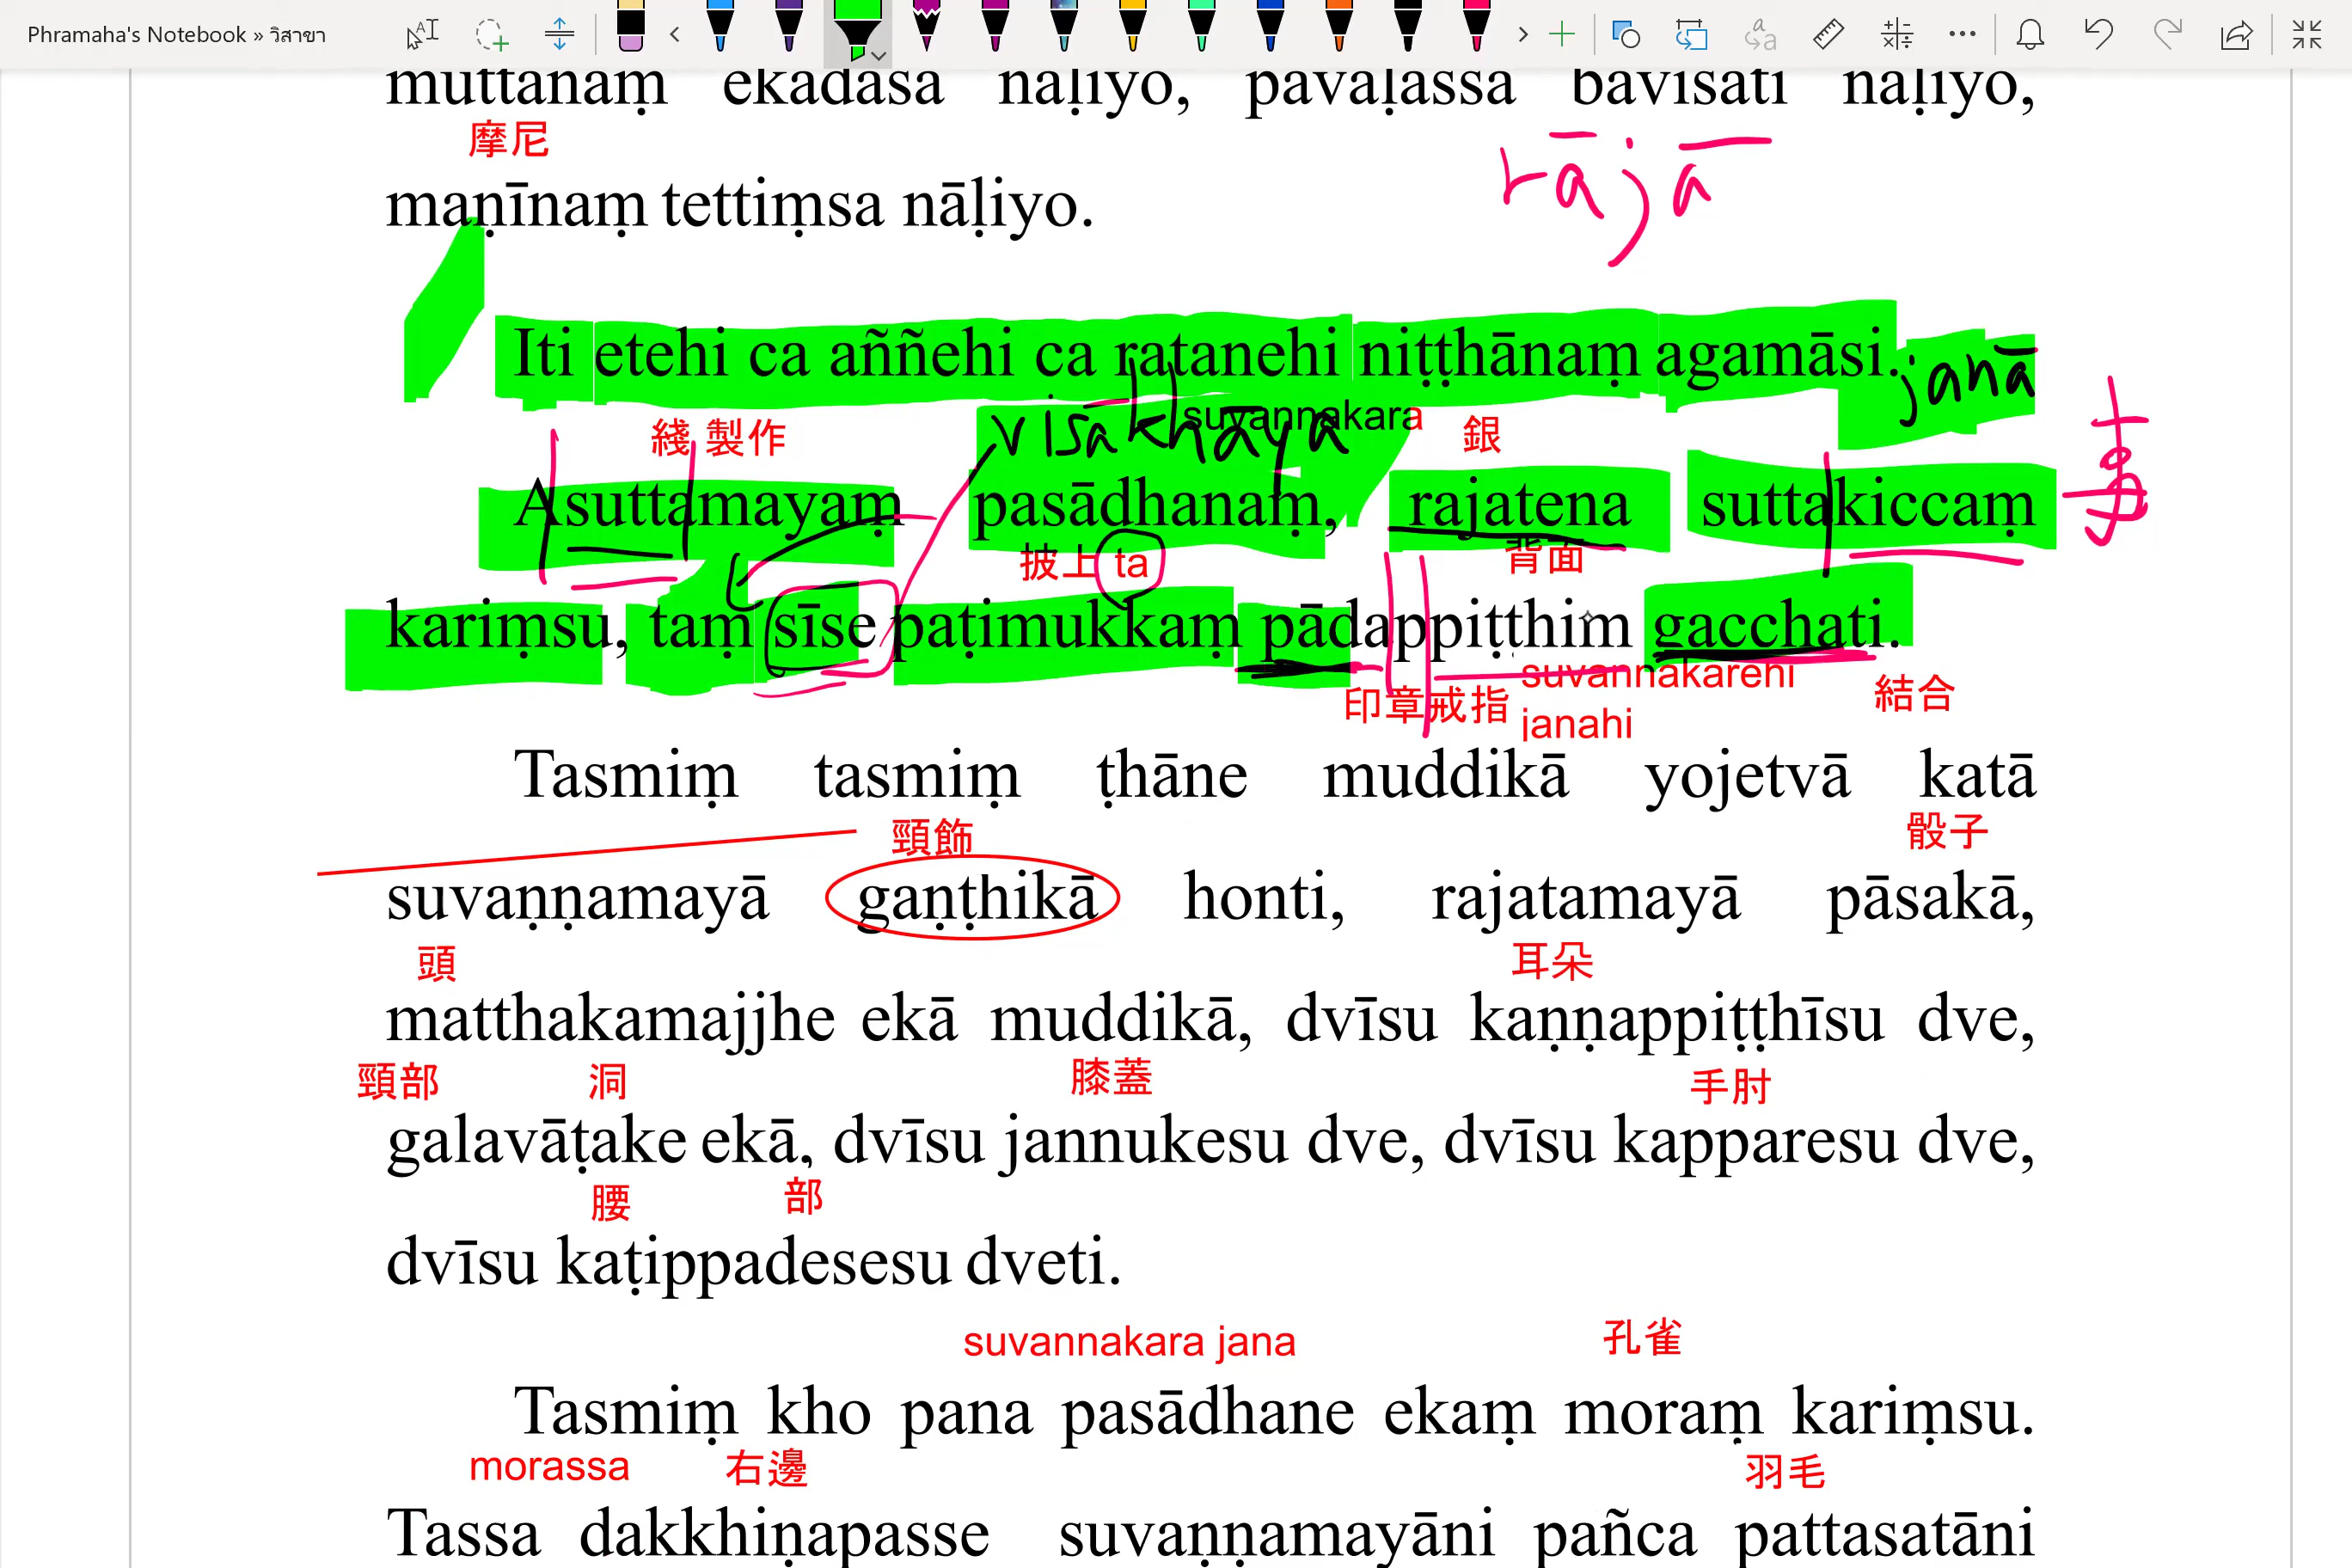 Phramaha's Notebook » วิสาขา
muttānaṃ ekādasa nāḷiyo, pavāḷassa bāvīsati nāḷiyo,
摩尼
rājā
maṇīnaṃ tettiṃsa nāḷiyo.
Iti etehi ca aññehi ca ratanehi niṭṭhānaṃ agamāsi. janā
綫 製作 visākhāya suvannakara 銀
Asuttamayaṃ pasādhanaṃ, rajatena suttakiccaṃ
披上 ta 背面
kariṃsu, taṃ sīse paṭimukkaṃ pādappiṭṭhiṃ gacchati.
印章戒指 suvannakarehi 結合
janahi
Tasmiṃ tasmiṃ ṭhāne muddikā yojetvā katā
頸飾 骰子
suvaṇṇamayā gaṇṭhikā honti, rajatamayā pāsakā,
頭 耳朵
matthakamajjhe ekā muddikā, dvīsu kaṇṇappiṭṭhīsu dve,
頸部 洞 膝蓋 手肘
galavāṭake ekā, dvīsu jannukesu dve, dvīsu kapparesu dve,
腰 部
dvīsu kaṭippadesesu dveti.
suvannakara jana 孔雀
Tasmiṃ kho pana pasādhane ekaṃ moraṃ kariṃsu.
morassa 右邊 羽毛
Tassa dakkhiṇapasse suvaṇṇamayāni pañca pattasatāni